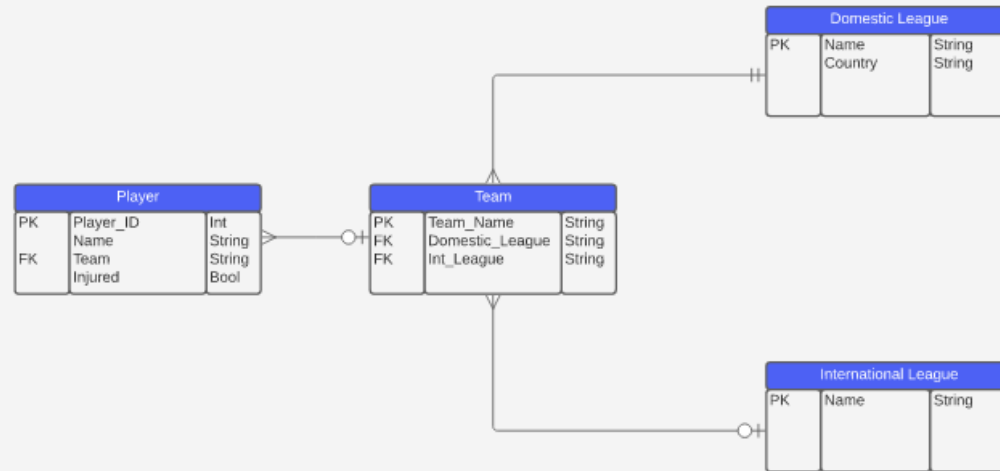 Domestic League
PK Name String
Country String
Player
PK Player_ID Int
Name String
FK Team String
Injured Bool
Team
PK Team_Name String
FK Domestic_League String
FK Int_League String
International League
PK Name String